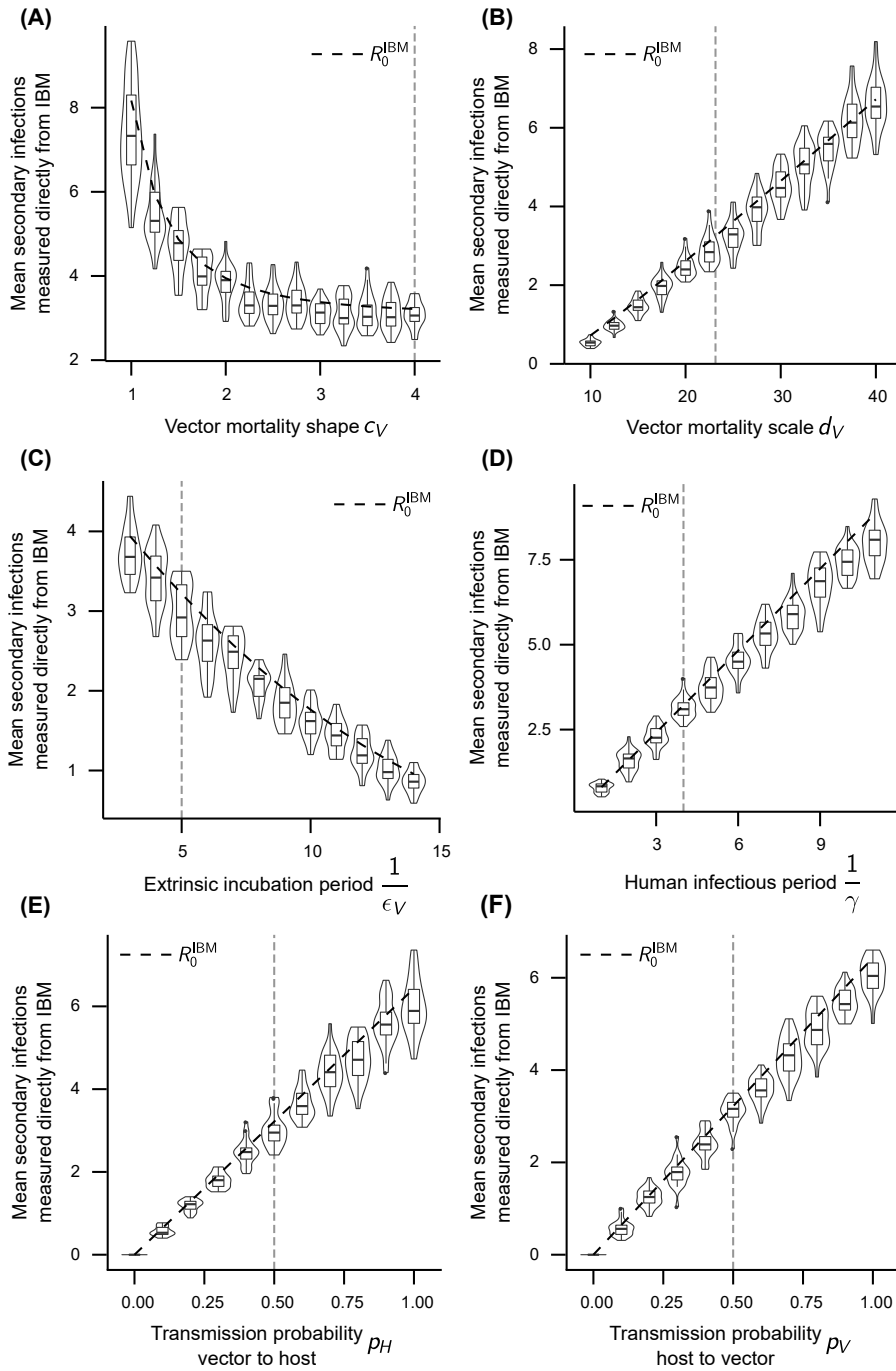 (A)
R₀^IBM
Mean secondary infections
measured directly from IBM
8
6
4
2
1
2
3
4
Vector mortality shape c_V
(B)
R₀^IBM
Mean secondary infections
measured directly from IBM
8
6
4
2
0
10
20
30
40
Vector mortality scale d_V
(C)
R₀^IBM
Mean secondary infections
measured directly from IBM
4
3
2
1
5
10
15
Extrinsic incubation period 1/ϵ_V
(D)
R₀^IBM
Mean secondary infections
measured directly from IBM
7.5
5.0
2.5
3
6
9
Human infectious period 1/γ
(E)
R₀^IBM
Mean secondary infections
measured directly from IBM
6
4
2
0
0.00
0.25
0.50
0.75
1.00
Transmission probability p_H
vector to host
(F)
R₀^IBM
Mean secondary infections
measured directly from IBM
6
4
2
0
0.00
0.25
0.50
0.75
1.00
Transmission probability p_V
host to vector